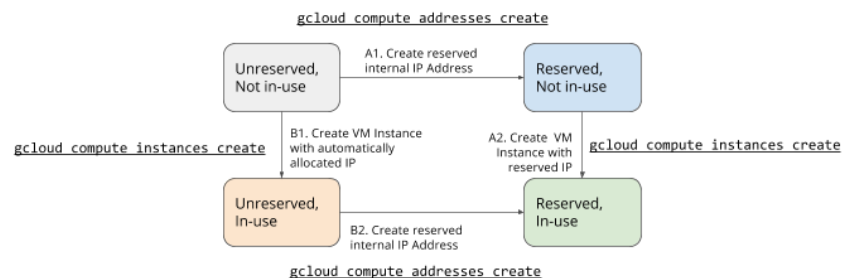 gcloud compute addresses create
A1. Create reserved
internal IP Address
Unreserved,
Not in-use
Reserved,
Not in-use
gcloud compute instances create
B1. Create VM Instance
with automatically
allocated IP
A2. Create VM
Instance with
reserved IP
gcloud compute instances create
Unreserved,
In-use
Reserved,
In-use
B2. Create reserved
internal IP Address
gcloud compute addresses create